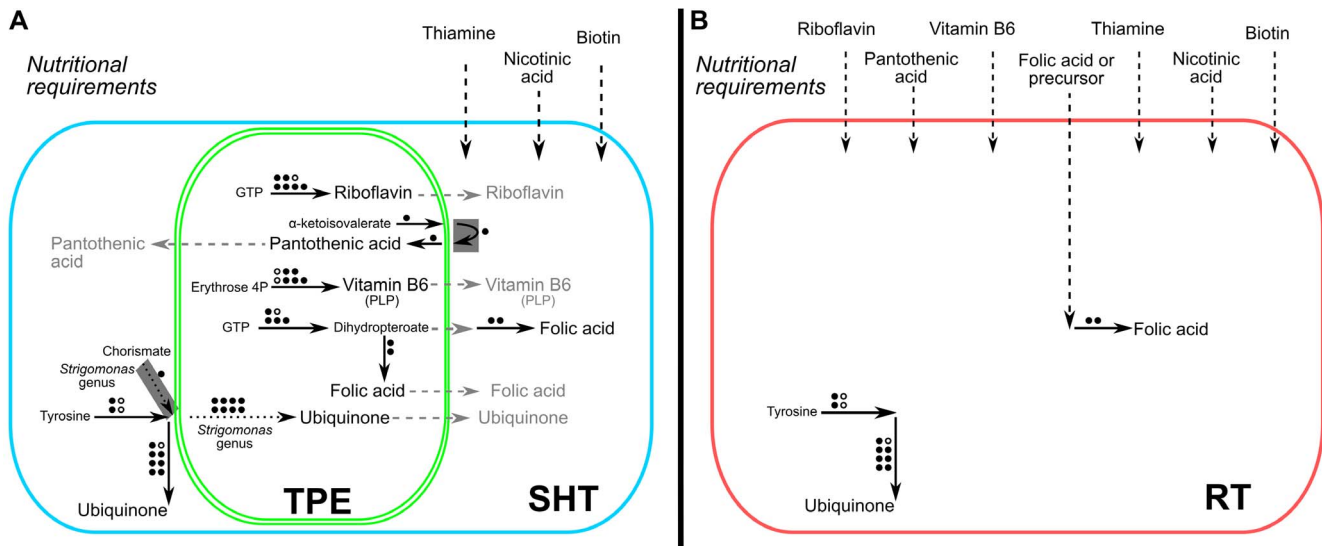 A
Nutritional
requirements
Thiamine
Nicotinic
acid
Biotin
GTP
Riboflavin
Riboflavin
α-ketoisovalerate
Pantothenic
acid
Pantothenic acid
Erythrose 4P
Vitamin B6
(PLP)
Vitamin B6
(PLP)
GTP
Dihydropteroate
Folic acid
Chorismate
Strigomonas
genus
Folic acid
Folic acid
Tyrosine
Strigomonas
genus
Ubiquinone
Ubiquinone
Ubiquinone
TPE
SHT
B
Nutritional
requirements
Riboflavin
Pantothenic
acid
Vitamin B6
Folic acid or
precursor
Thiamine
Nicotinic
acid
Biotin
Folic acid
Tyrosine
Ubiquinone
RT